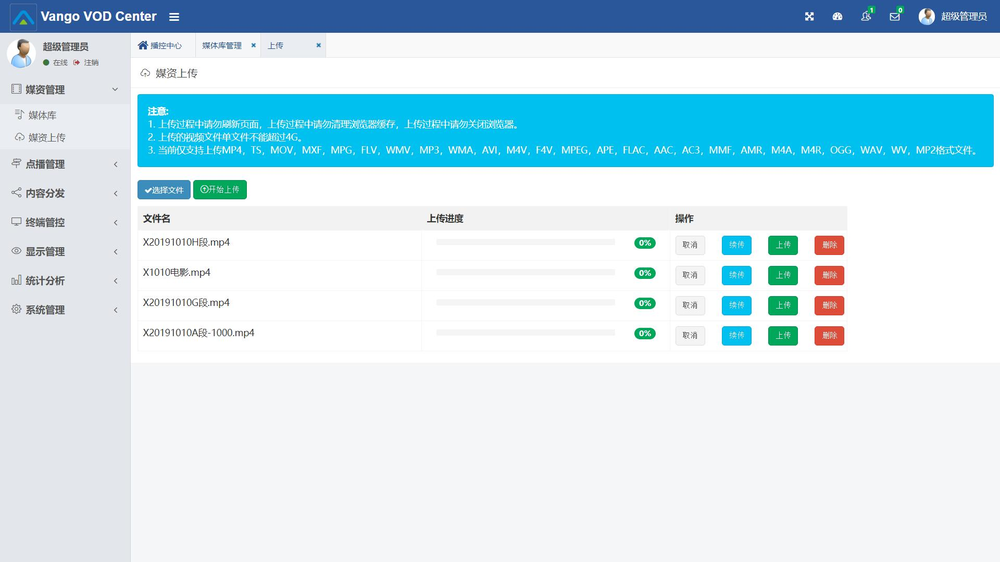 Vango VOD Center
1
0
超级管理员
超级管理员
在线 注销
媒资管理
媒体库
媒资上传
点播管理
内容分发
终端管控
显示管理
统计分析
系统管理
播控中心
媒体库管理
上传
媒资上传
注意:
1. 上传过程中请勿刷新页面，上传过程中请勿清理浏览器缓存，上传过程中请勿关闭浏览器。
2. 上传的视频文件单文件不能超过4G。
3. 当前仅支持上传MP4，TS，MOV，MXF，MPG，FLV，WMV，MP3，WMA，AVI，M4V，F4V，MPEG，APE，FLAC，AAC，AC3，MMF，AMR，M4A，M4R，OGG，WAV，WV，MP2格式文件。
选择文件 开始上传
文件名 上传进度 操作
X20191010H段.mp4 0% 取消 续传 上传 删除
X1010电影.mp4 0% 取消 续传 上传 删除
X20191010G段.mp4 0% 取消 续传 上传 删除
X20191010A段-1000.mp4 0% 取消 续传 上传 删除